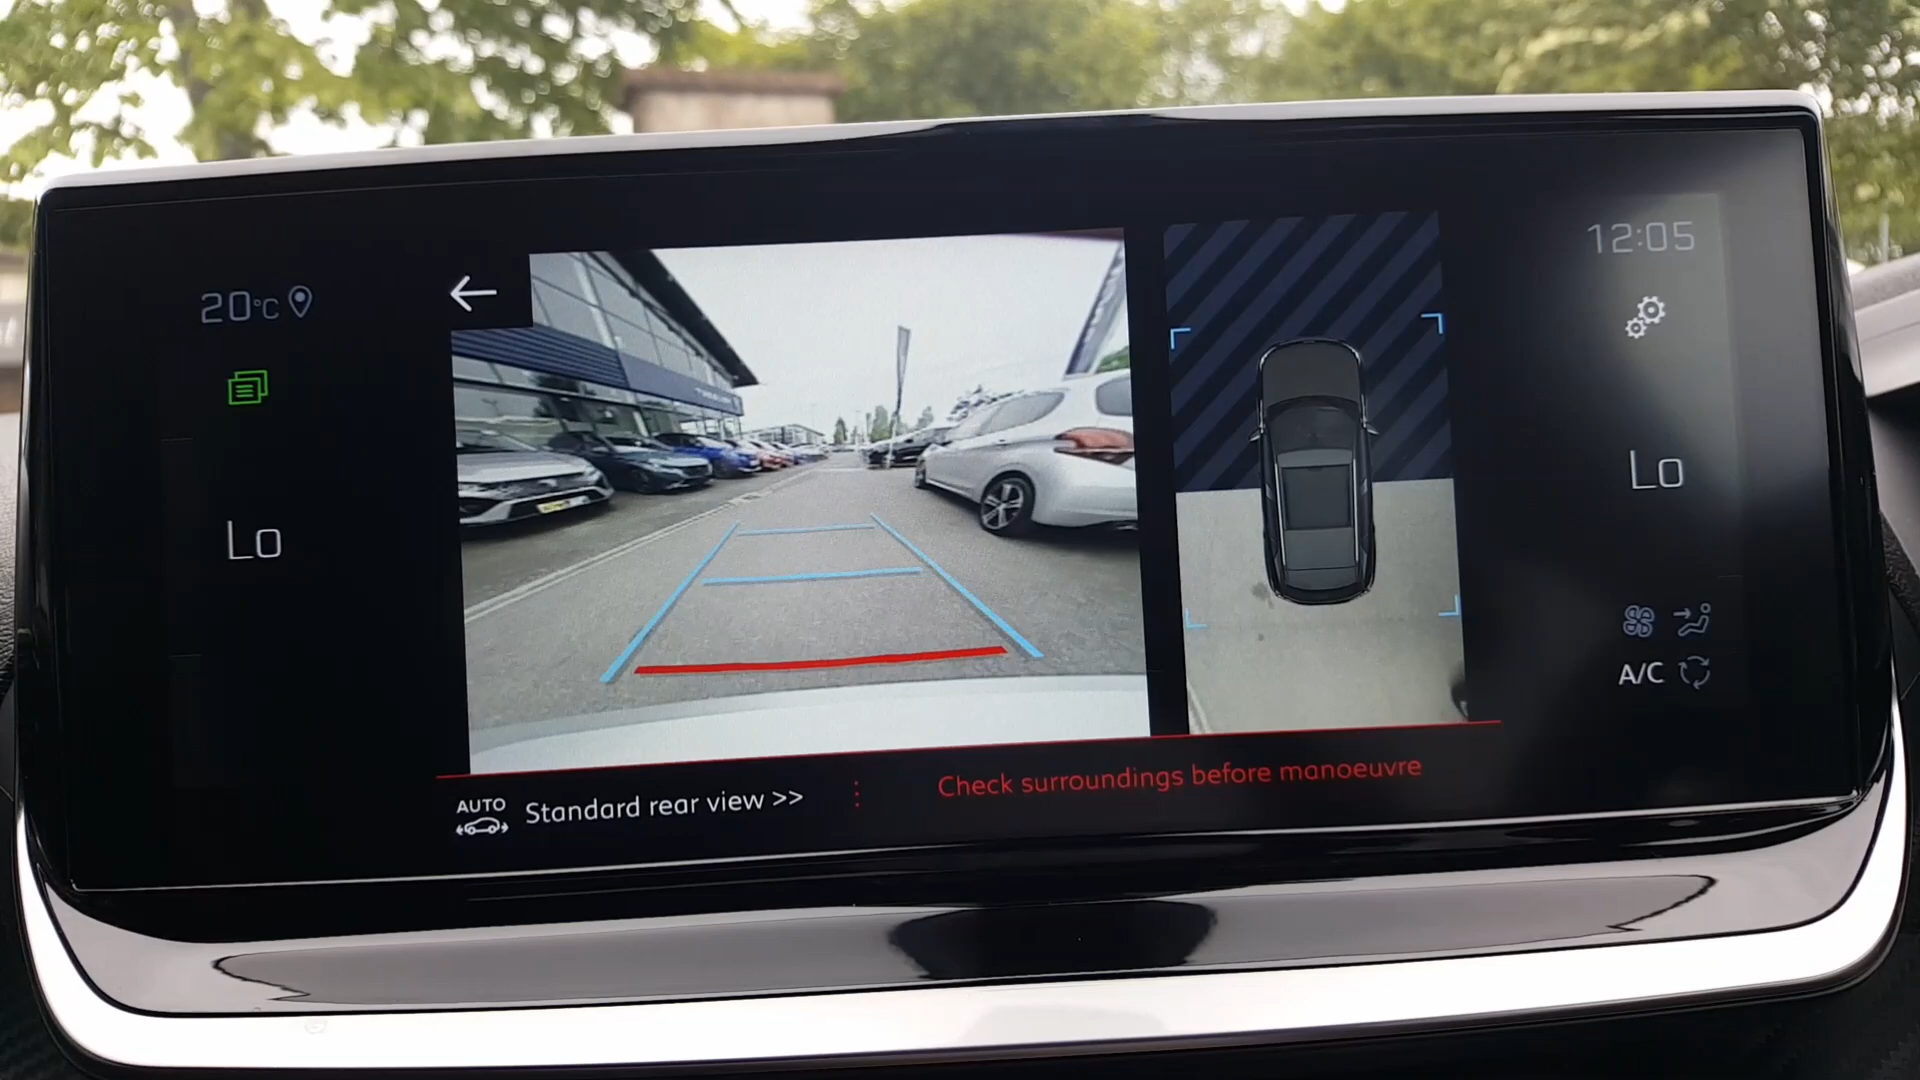 20°C
12:05
Lo
Lo
A/C
AUTO
Standard rear view >>
Check surroundings before manoeuvre